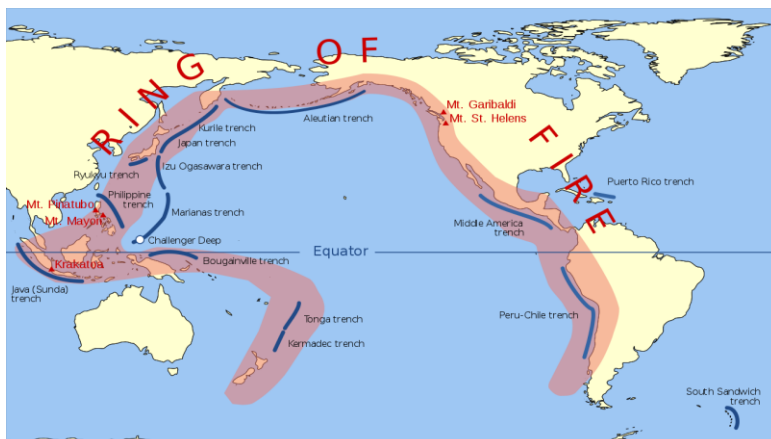 RING OF FIRE
Mt. Garibaldi
Mt. St. Helens
Kurile trench
Aleutian trench
Japan trench
Izu Ogasawara trench
Ryukyu trench
Puerto Rico trench
Philippine
trench
Mt. Pinatubo
Mt. Mayon
Marianas trench
Middle America
trench
Challenger Deep
Equator
Bougainville trench
Krakatoa
Java (Sunda)
trench
Tonga trench
Peru-Chile trench
Kermadec trench
South Sandwich
trench